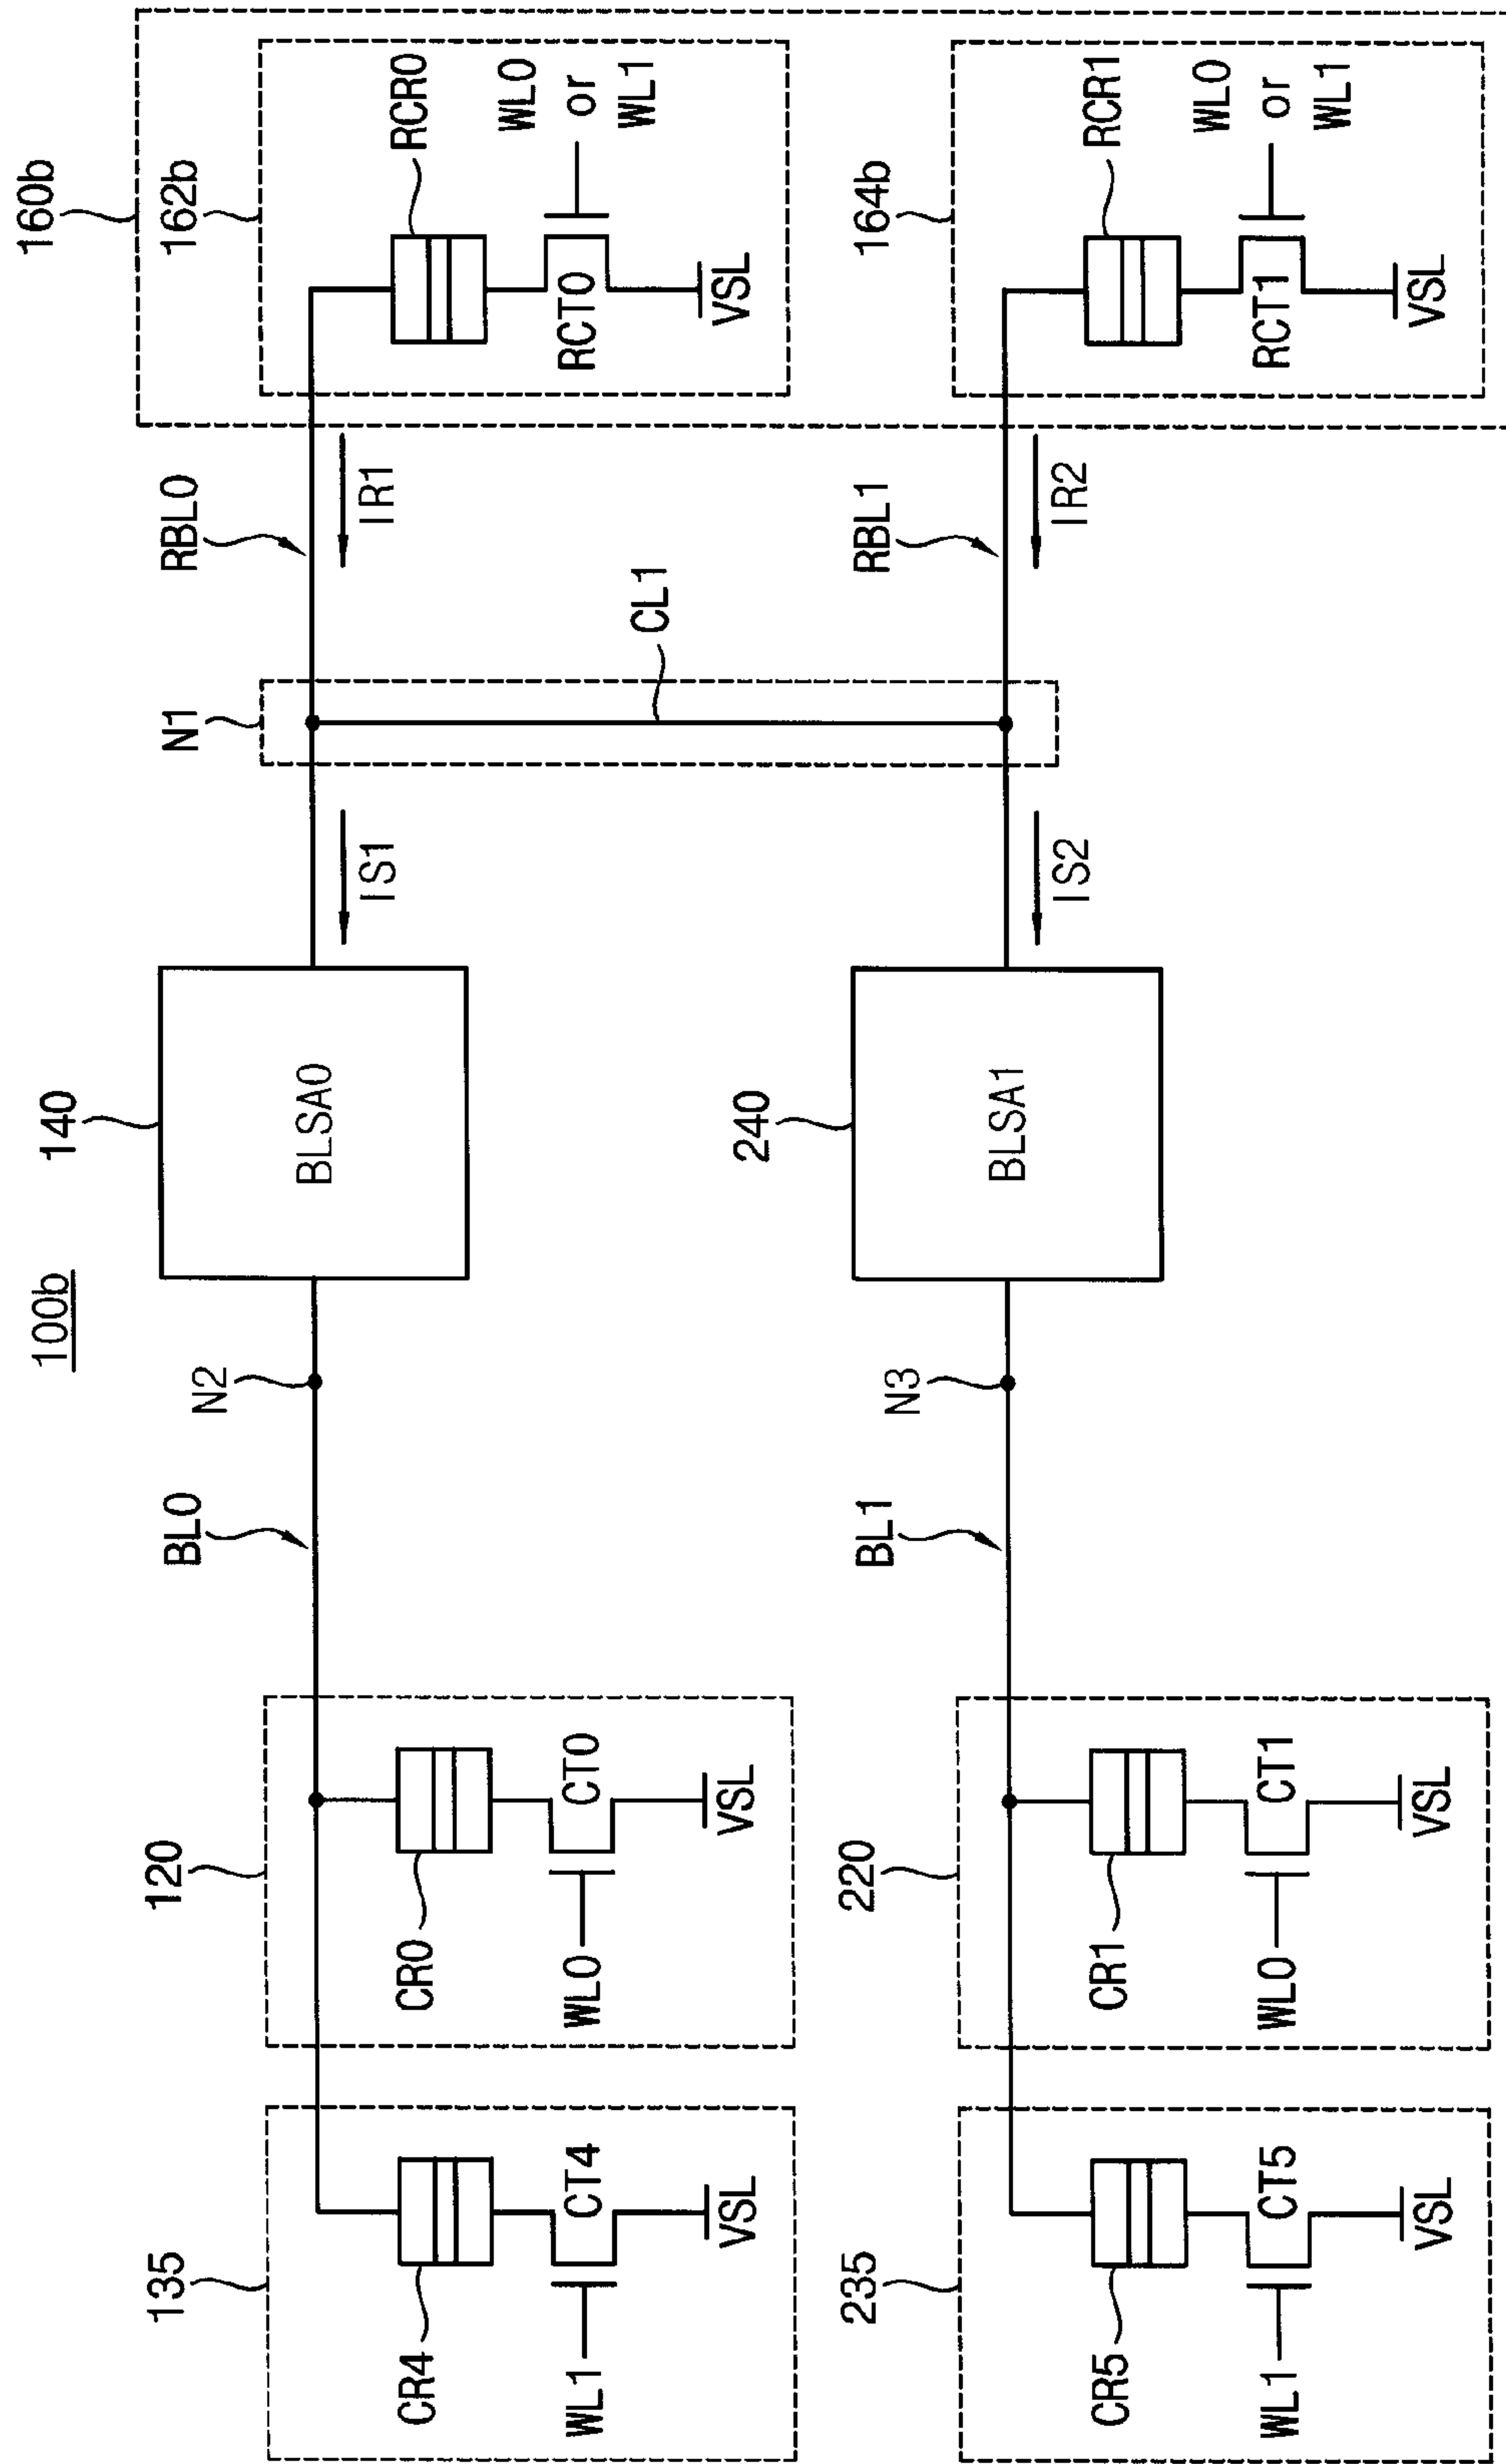 100b
140
160b
162b
135
120
BL0
N2
BLSA0
N1
RBL0
IS1
IR1
RCR0
WL0
or
WL1
RCT0
VSL
CR4
WL1
CT4
VSL
CR0
WL0
CT0
VSL
CL1
235
220
BL1
N3
240
BLSA1
RBL1
164b
IS2
IR2
RCR1
WL0
or
WL1
RCT1
VSL
CR5
WL1
CT5
VSL
CR1
WL0
CT1
VSL